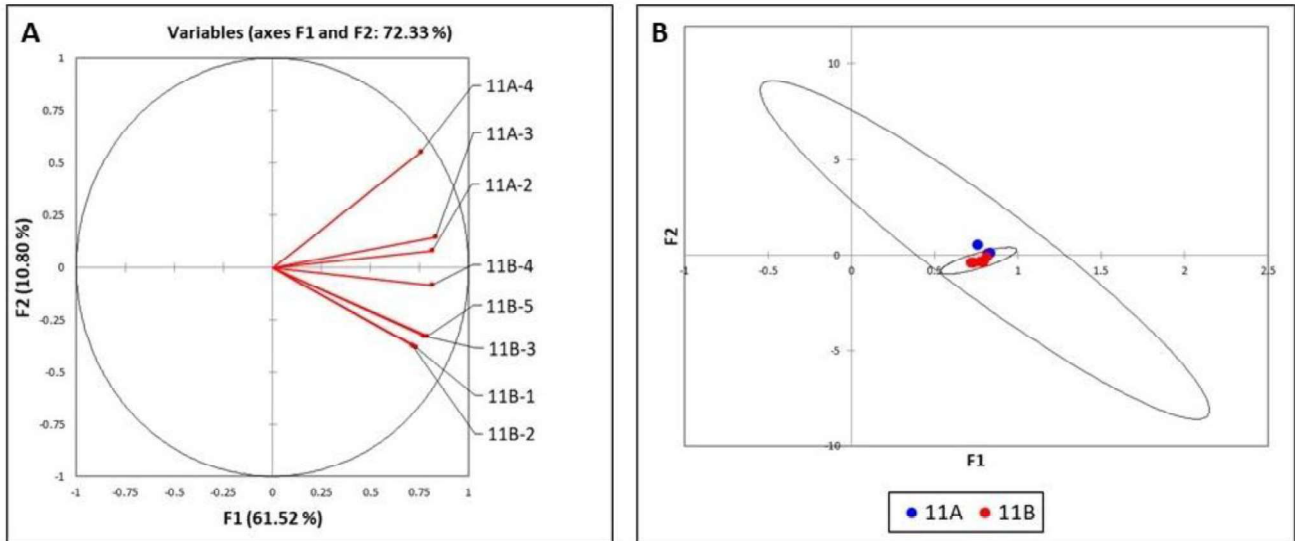 A
Variables (axes F1 and F2: 72.33 %)
1
0.75
0.5
0.25
0
-0.25
-0.5
-0.75
-1
-1
-0.75
-0.5
-0.25
0
0.25
0.5
0.75
1
F2 (10.80 %)
F1 (61.52 %)
11A-4
11A-3
11A-2
11B-4
11B-5
11B-3
11B-1
11B-2
B
10
5
0
-5
-10
-1
-0.5
0
0.5
1
1.5
2
2.5
F2
F1
11A
11B